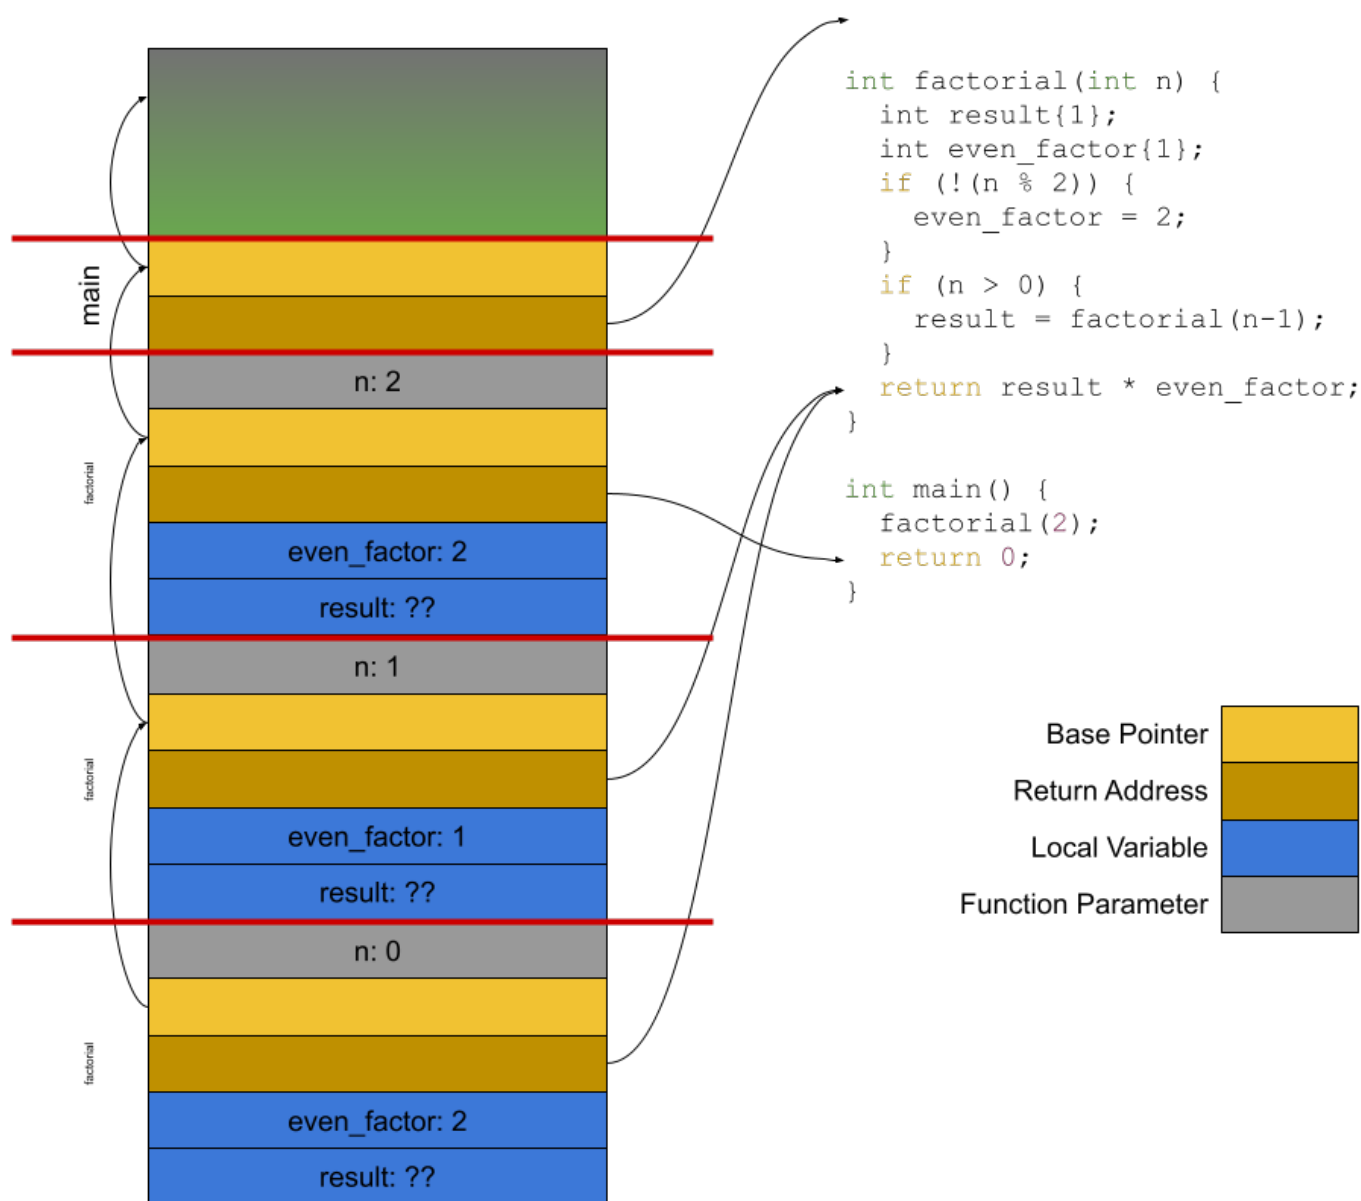 main
n: 2
factorial
even_factor: 2
result: ??
n: 1
factorial
even_factor: 1
result: ??
n: 0
factorial
even_factor: 2
result: ??
int factorial(int n) {
  int result{1};
  int even_factor{1};
  if (!(n % 2)) {
    even_factor = 2;
  }
  if (n > 0) {
    result = factorial(n-1);
  }
  return result * even_factor;
}
int main() {
  factorial(2);
  return 0;
}
Base Pointer
Return Address
Local Variable
Function Parameter